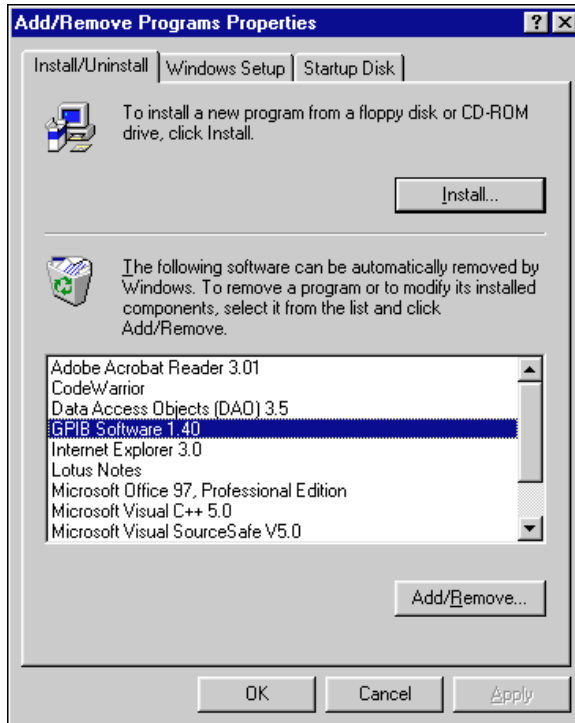 Add/Remove Programs Properties
Install/Uninstall Windows Setup Startup Disk
To install a new program from a floppy disk or CD-ROM
drive, click Install.
Install...
The following software can be automatically removed by
Windows. To remove a program or to modify its installed
components, select it from the list and click
Add/Remove.
Adobe Acrobat Reader 3.01
CodeWarrior
Data Access Objects (DAO) 3.5
GPIB Software 1.40
Internet Explorer 3.0
Lotus Notes
Microsoft Office 97, Professional Edition
Microsoft Visual C++ 5.0
Microsoft Visual SourceSafe V5.0
Add/Remove...
OK Cancel Apply